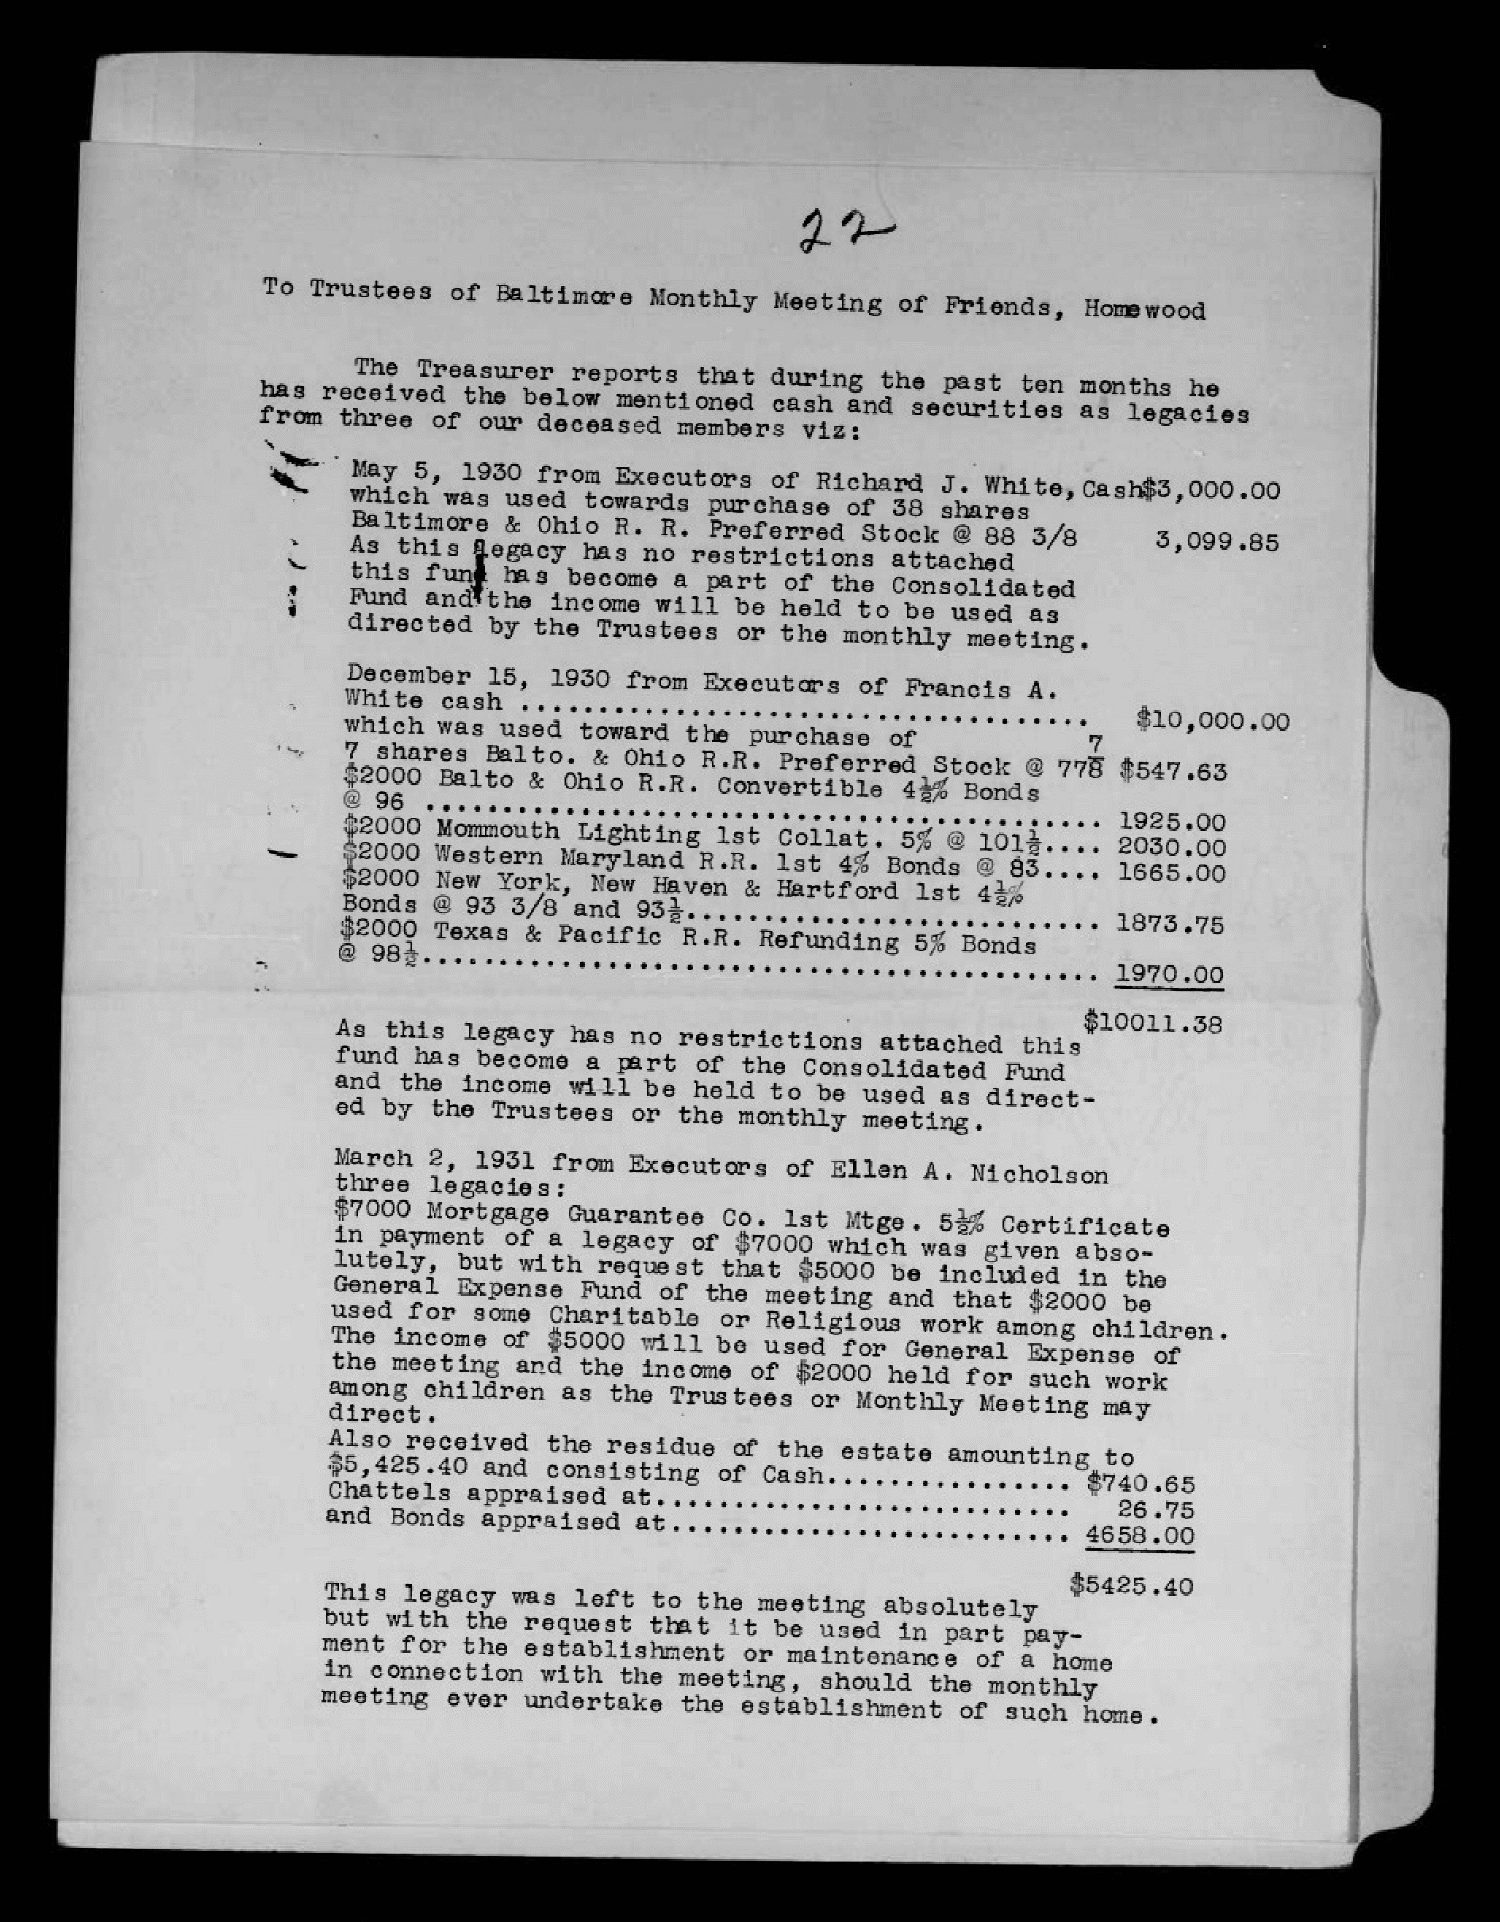 22
To Trustees of Baltimore Monthly Meeting of Friends, Homewood
The Treasurer reports that during the past ten months he
has received the below mentioned cash and securities as legacies
from three of our deceased members viz:
May 5, 1930 from Executors of Richard J. White, Cash $3,000.00
which was used towards purchase of 38 shares
Baltimore & Ohio R. R. Preferred Stock @ 88 3/8 3,099.85
As this legacy has no restrictions attached
this fund has become a part of the Consolidated
Fund and the income will be held to be used as
directed by the Trustees or the monthly meeting.
December 15, 1930 from Executors of Francis A.
White cash ..................................... $10,000.00
which was used toward the purchase of
7 shares Balto. & Ohio R.R. Preferred Stock @ 77 7/8 $547.63
$2000 Balto & Ohio R.R. Convertible 4½% Bonds
@ 96 ............................................ 1925.00
$2000 Mommouth Lighting 1st Collat. 5% @ 101½.... 2030.00
$2000 Western Maryland R.R. 1st 4% Bonds @ 83.... 1665.00
$2000 New York, New Haven & Hartford 1st 4½%
Bonds @ 93 3/8 and 93½........................... 1873.75
$2000 Texas & Pacific R.R. Refunding 5% Bonds
@ 98½............................................ 1970.00
$10011.38
As this legacy has no restrictions attached this
fund has become a part of the Consolidated Fund
and the income will be held to be used as direct-
ed by the Trustees or the monthly meeting.
March 2, 1931 from Executors of Ellen A. Nicholson
three legacies:
$7000 Mortgage Guarantee Co. 1st Mtge. 5½% Certificate
in payment of a legacy of $7000 which was given abso-
lutely, but with request that $5000 be included in the
General Expense Fund of the meeting and that $2000 be
used for some Charitable or Religious work among children.
The income of $5000 will be used for General Expense of
the meeting and the income of $2000 held for such work
among children as the Trustees or Monthly Meeting may
direct.
Also received the residue of the estate amounting to
$5,425.40 and consisting of Cash................ $740.65
Chattels appraised at........................... 26.75
and Bonds appraised at.......................... 4658.00
$5425.40
This legacy was left to the meeting absolutely
but with the request that it be used in part pay-
ment for the establishment or maintenance of a home
in connection with the meeting, should the monthly
meeting ever undertake the establishment of such home.